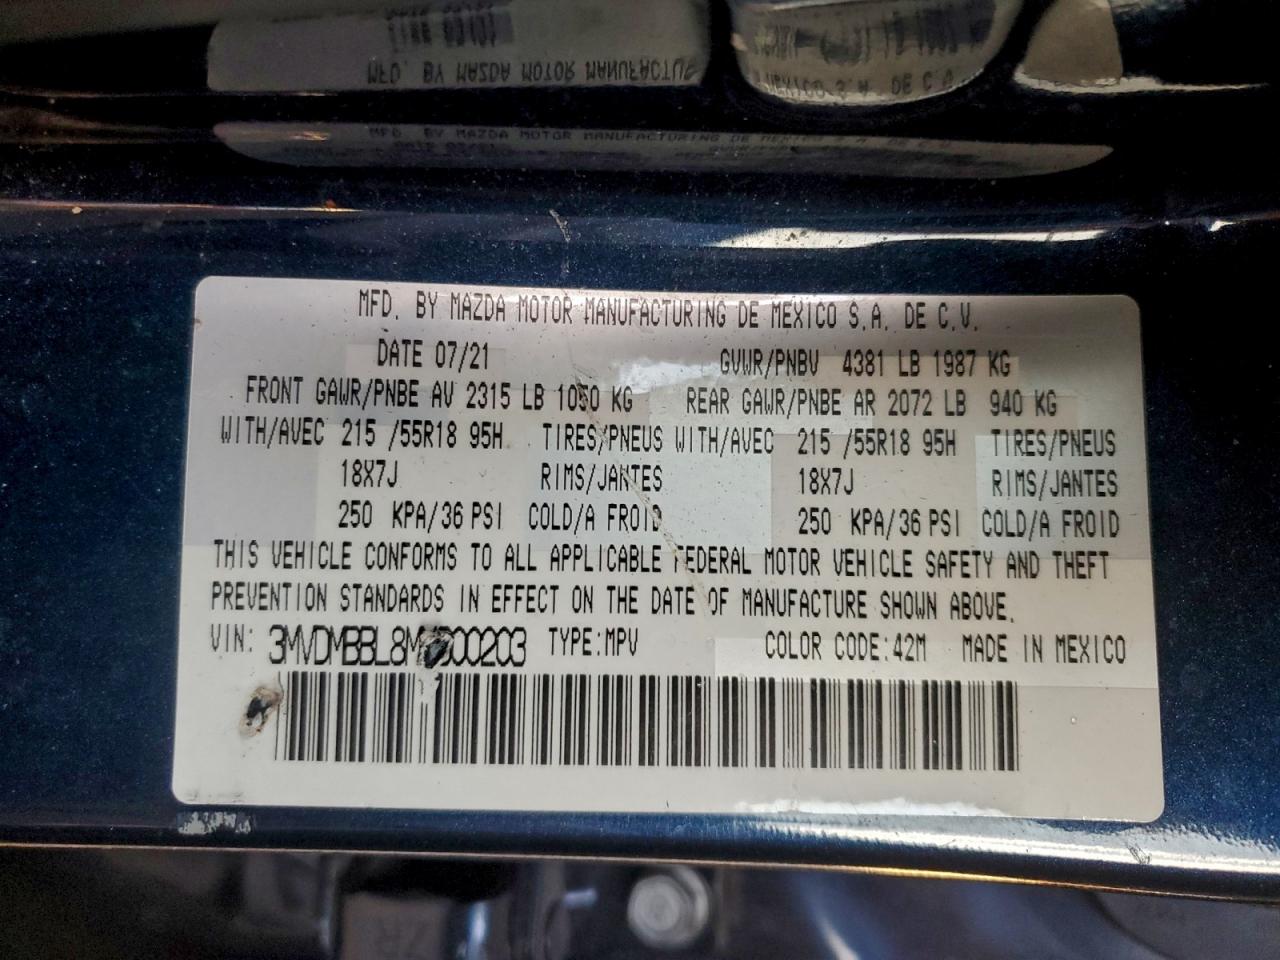 MFD. BY MAZDA MOTOR MANUFACTURING DE MEXICO S.A. DE C.V.
DATE 07/21 GVWR/PNBV 4381 LB 1987 KG
FRONT GAWR/PNBE AV 2315 LB 1050 KG REAR GAWR/PNBE AR 2072 LB 940 KG
WITH/AVEC 215 /55R18 95H TIRES/PNEUS WITH/AVEC 215 /55R18 95H TIRES/PNEUS
18X7J RIMS/JANTES 18X7J RIMS/JANTES
250 KPA/36 PSI COLD/A FROID 250 KPA/36 PSI COLD/A FROID
THIS VEHICLE CONFORMS TO ALL APPLICABLE FEDERAL MOTOR VEHICLE SAFETY AND THEFT
PREVENTION STANDARDS IN EFFECT ON THE DATE OF MANUFACTURE SHOWN ABOVE.
VIN: TYPE:MPV COLOR CODE:42M MADE IN MEXICO